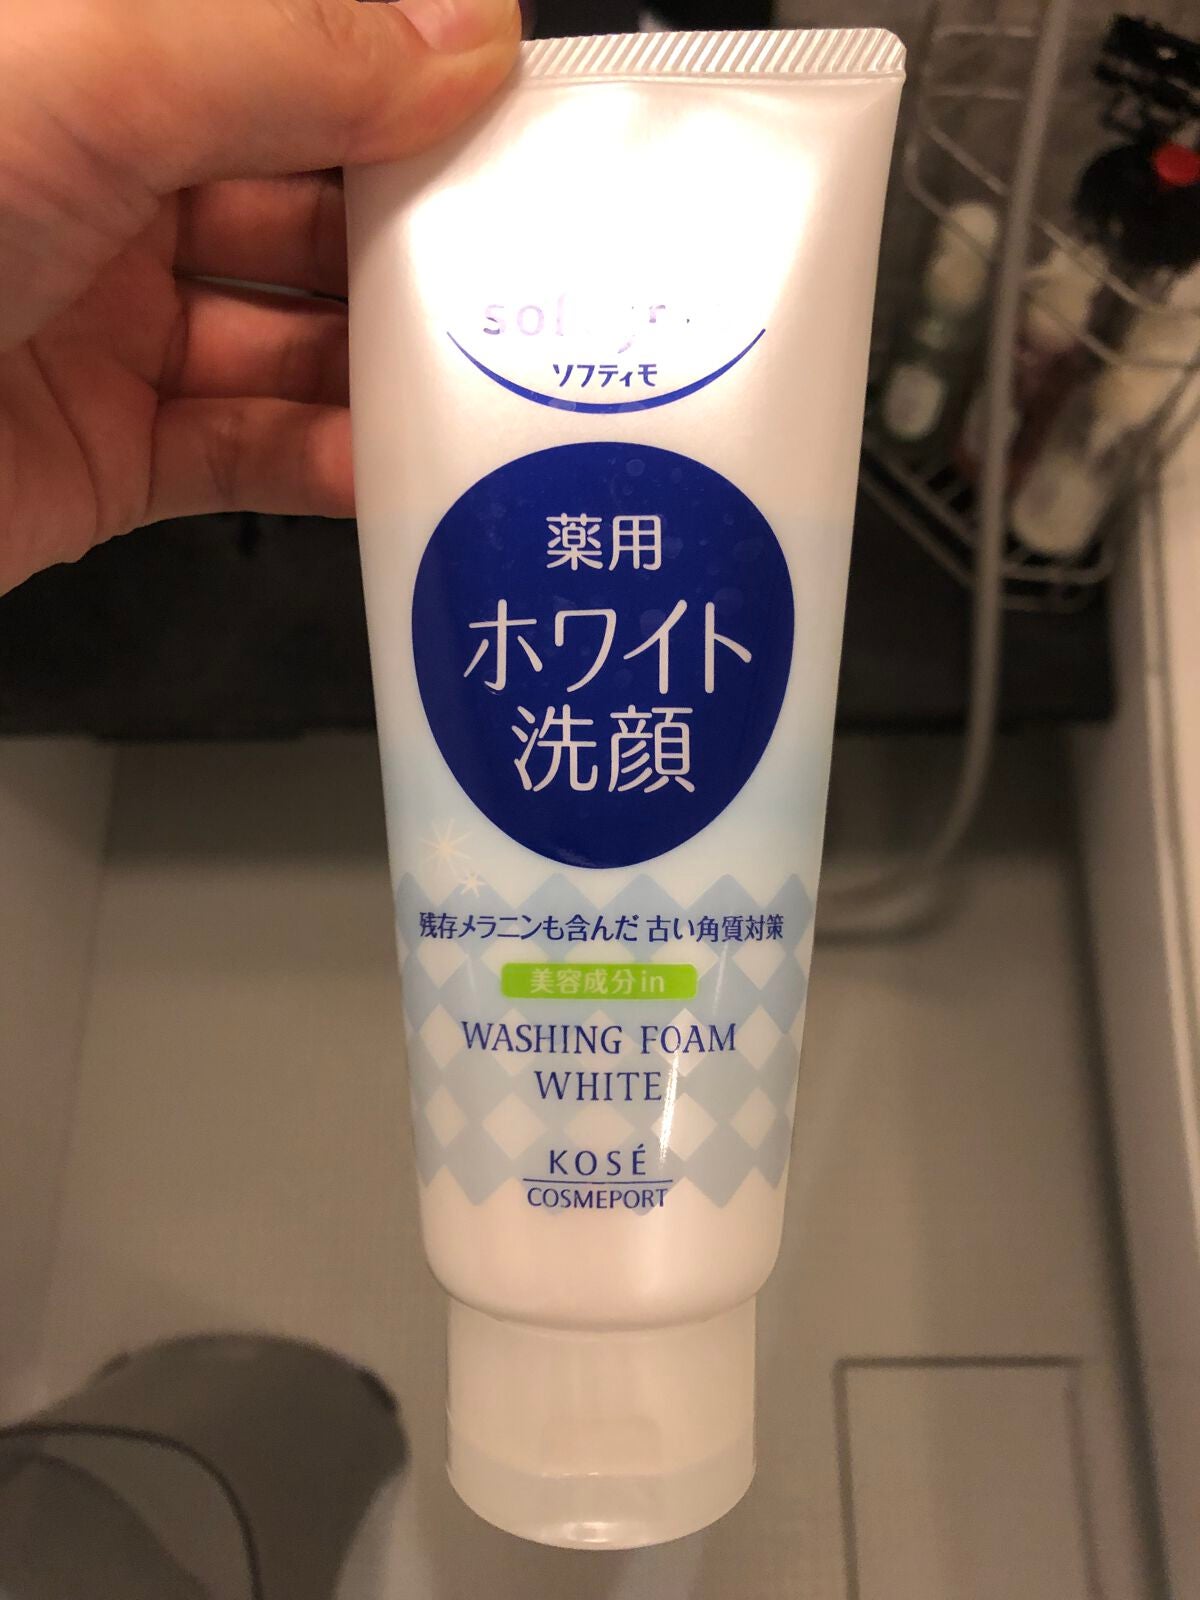 ソフティモ
薬用
ホワイト
洗顔
残存メラニンも含んだ 古い角質対策
美容成分in
WASHING FOAM
WHITE
KOSÉ
COSMEPORT